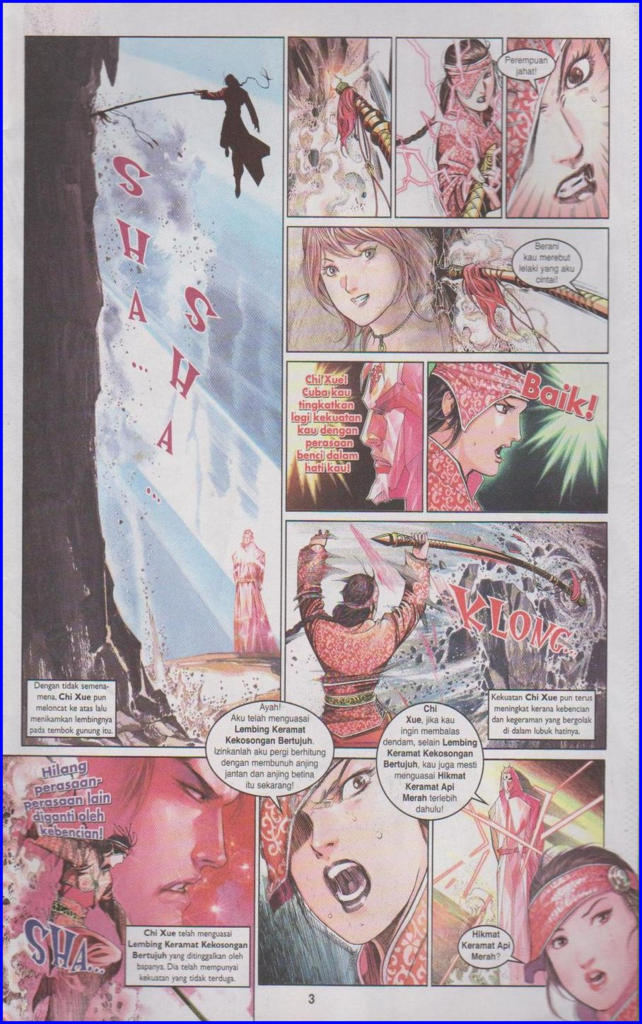 SHA...
SHA...
Dengan tidak semena-
mena, Chi Xue pun
meloncat ke atas lalu
menikamkan lembingnya
pada tembok gunung itu.
Perempuan
jahat!
Berani
kau merebut
lelaki yang aku
cintai!
Chi Xue!
Cuba kau
tingkatkan
lagi kekuatan
kau dengan
perasaan
benci dalam
hati kau!
Baik!
KLONG...
Kekuatan Chi Xue pun terus
meningkat kerana kebencian
dan kegeraman yang bergolak
di dalam lubuk hatinya.
Hilang
perasaan-
perasaan lain
diganti oleh
kebencian!
SHA...
Chi Xue telah menguasai
Lembing Keramat Kekosongan
Bertujuh yang ditinggalkan oleh
bapanya. Dia telah mempunyai
kekuatan yang tidak terduga.
Ayah!
Aku telah menguasai
Lembing Keramat
Kekosongan Bertujuh.
Izinkanlah aku pergi berhitung
dengan membunuh anjing
jantan dan anjing betina
itu sekarang!
Chi
Xue, jika kau
ingin membalas
dendam, selain Lembing
Keramat Kekosongan
Bertujuh, kau juga mesti
menguasai Hikmat
Keramat Api
Merah terlebih
dahulu!
Hikmat
Keramat Api
Merah?
3